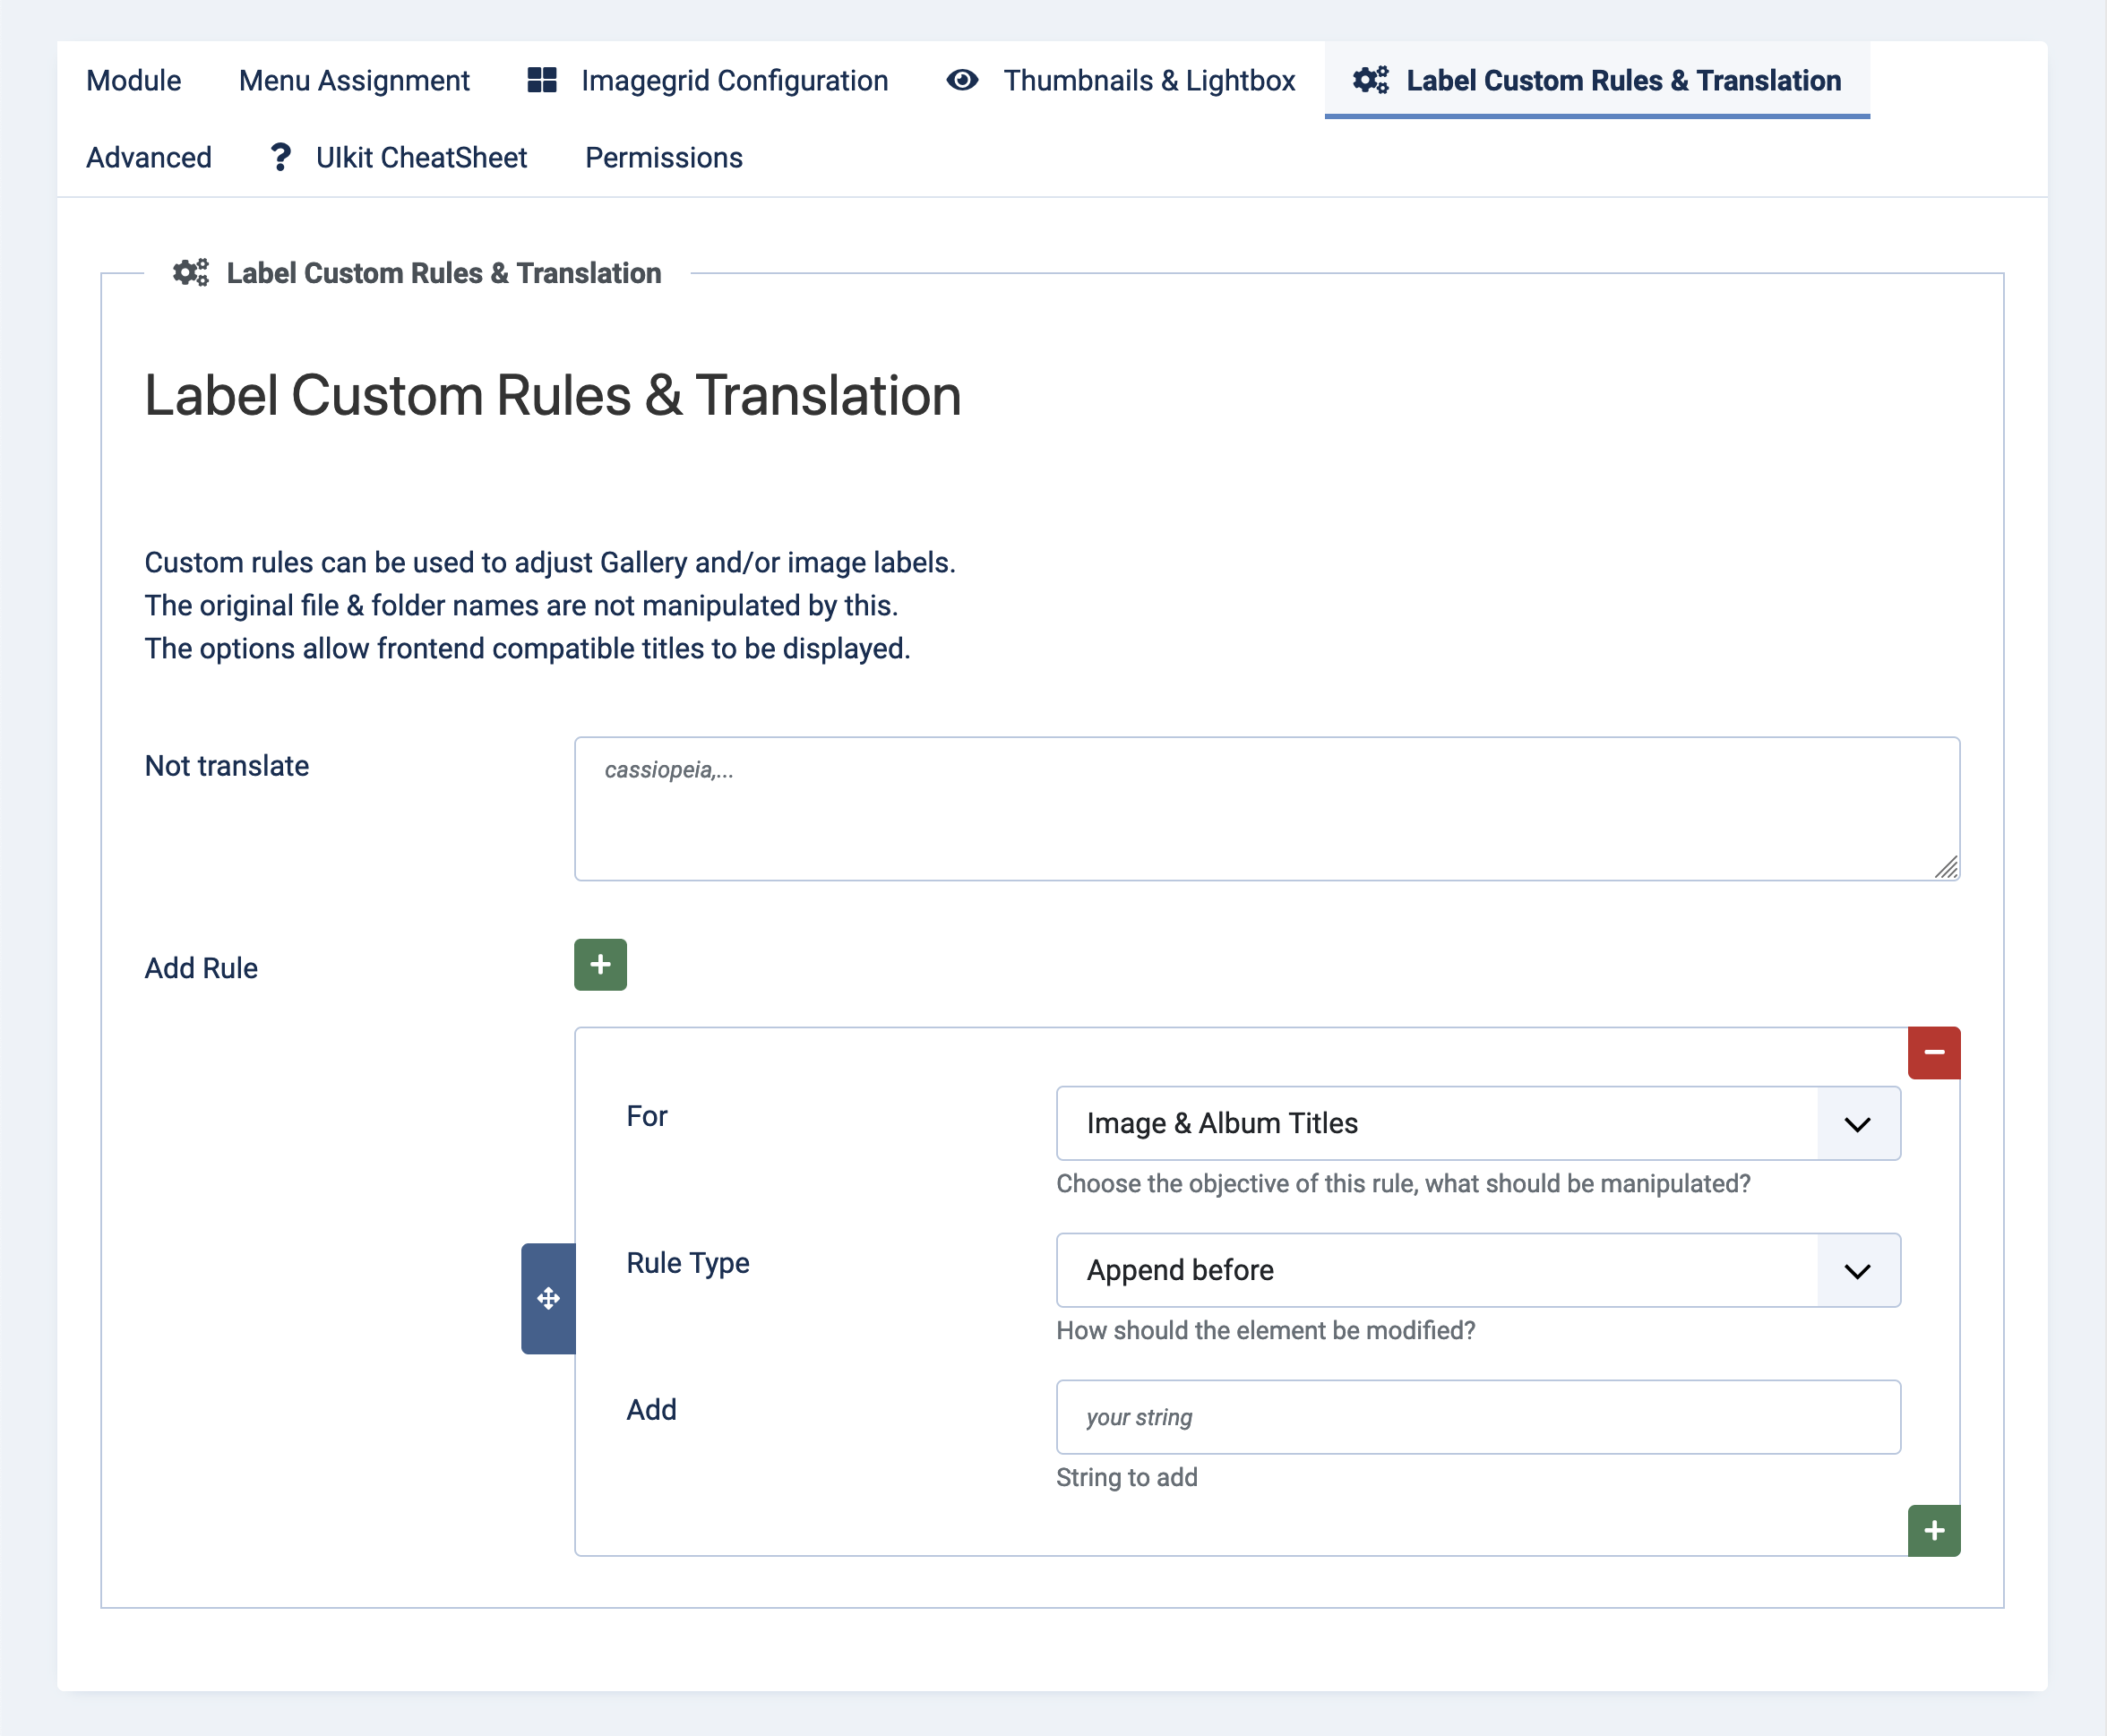 Module Menu Assignment Imagegrid Configuration Thumbnails & Lightbox Label Custom Rules & Translation
Advanced ? UIkit CheatSheet Permissions
Label Custom Rules & Translation
Label Custom Rules & Translation
Custom rules can be used to adjust Gallery and/or image labels.
The original file & folder names are not manipulated by this.
The options allow frontend compatible titles to be displayed.
Not translate
cassiopeia,...
Add Rule
For
Image & Album Titles
Choose the objective of this rule, what should be manipulated?
Rule Type
Append before
How should the element be modified?
Add
your string
String to add